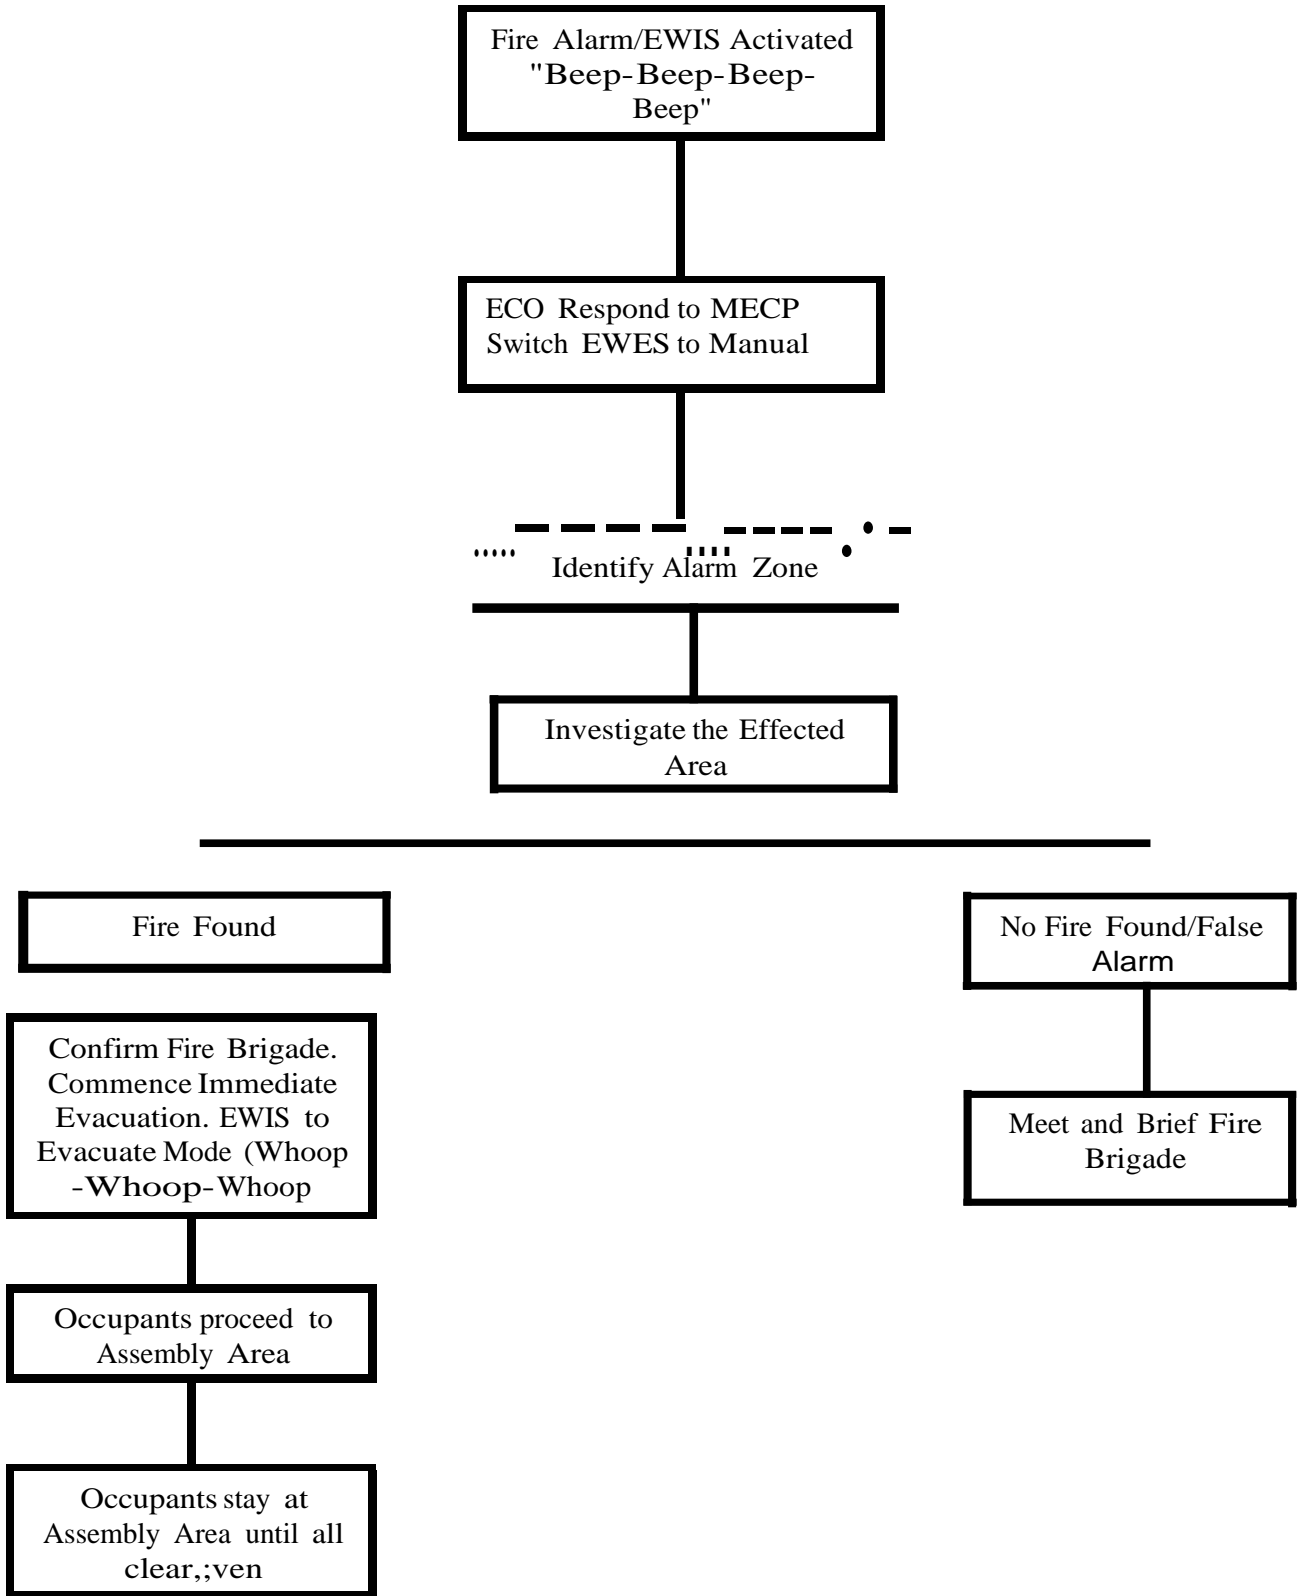 Fire Alarm/EWIS Activated
"Beep-Beep-Beep-
Beep"
ECO Respond to MECP
Switch EWES to Manual
Identify Alarm Zone
Investigate the Effected
Area
Fire Found
No Fire Found/False
Alarm
Confirm Fire Brigade.
Commence Immediate
Evacuation. EWIS to
Evacuate Mode (Whoop
-Whoop-Whoop
Meet and Brief Fire
Brigade
Occupants proceed to
Assembly Area
Occupants stay at
Assembly Area until all
clear,;ven